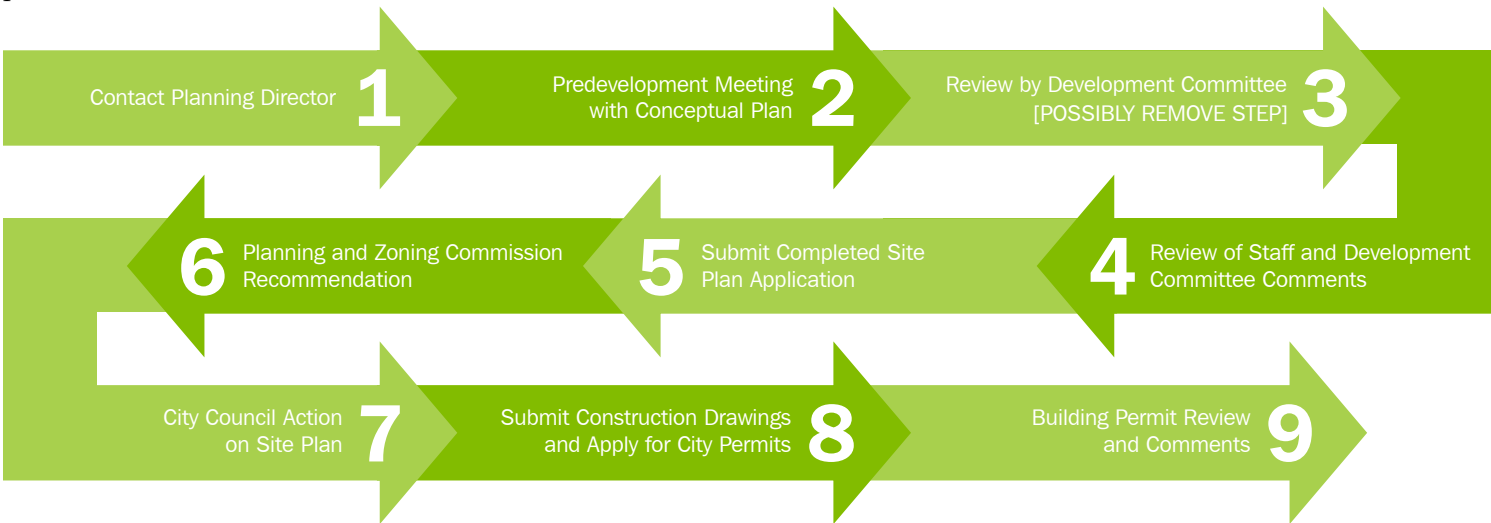 Contact Planning Director
1
Predevelopment Meeting
with Conceptual Plan
2
Review by Development Committee
[POSSIBLY REMOVE STEP]
3
4
Review of Staff and Development
Committee Comments
5
Submit Completed Site
Plan Application
6
Planning and Zoning Commission
Recommendation
City Council Action
on Site Plan
7
Submit Construction Drawings
and Apply for City Permits
8
Building Permit Review
and Comments
9